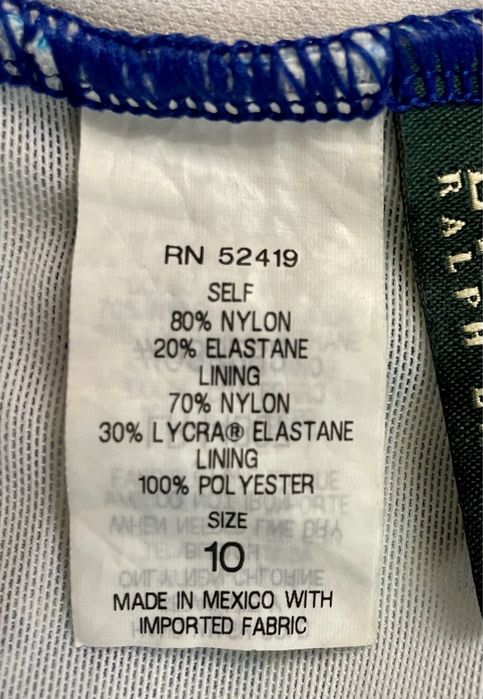 RN 52419
SELF
80% NYLON
20% ELASTANE
LINING
70% NYLON
30% LYCRA® ELASTANE
LINING
100% POLYESTER
SIZE
10
MADE IN MEXICO WITH
IMPORTED FABRIC
RALPH